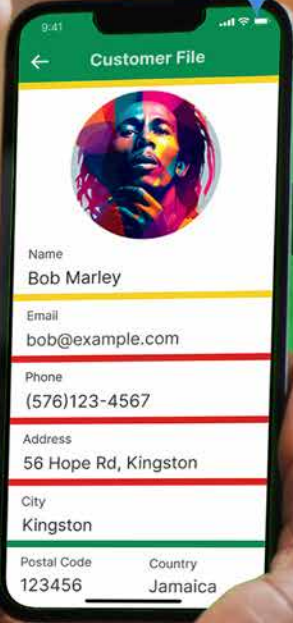 9:41
Customer File
Name
Bob Marley
Email
bob@example.com
Phone
(576)123-4567
Address
56 Hope Rd, Kingston
City
Kingston
Postal Code Country
123456 Jamaica